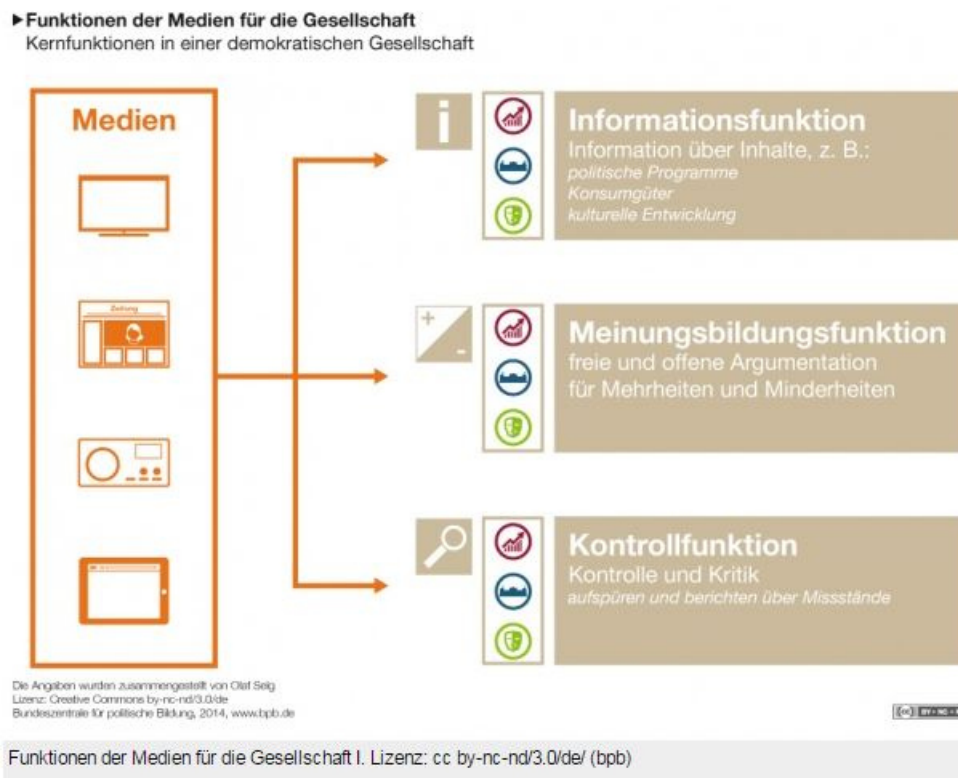 ▶Funktionen der Medien für die Gesellschaft
Kernfunktionen in einer demokratischen Gesellschaft
Medien
Zeitung
i
Informationsfunktion
Information über Inhalte, z. B.:
politische Programme
Konsumgüter
kulturelle Entwicklung
+
-
Meinungsbildungsfunktion
freie und offene Argumentation
für Mehrheiten und Minderheiten
Kontrollfunktion
Kontrolle und Kritik
aufspüren und berichten über Missstände
Die Angaben wurden zusammengestellt von Olaf Selg
Lizenz: Creative Commons by-nc-nd/3.0/de
Bundeszentrale für politische Bildung, 2014, www.bpb.de
(cc) BY - NC -
Funktionen der Medien für die Gesellschaft I. Lizenz: cc by-nc-nd/3.0/de/ (bpb)